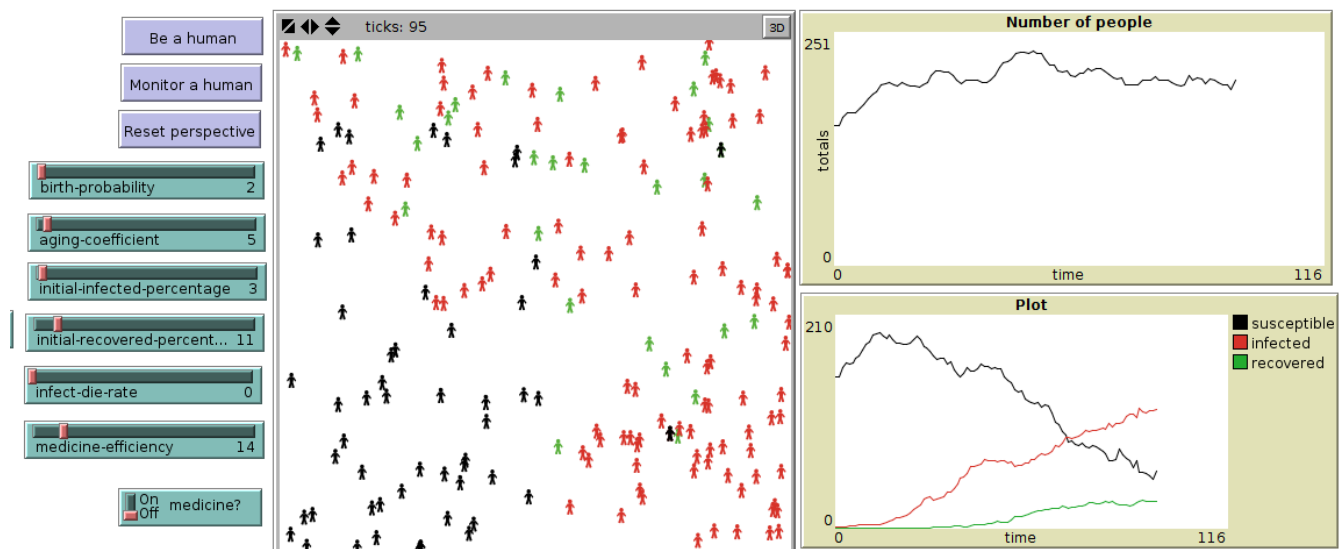 Be a human
Monitor a human
Reset perspective
birth-probability 2
aging-coefficient 5
initial-infected-percentage 3
initial-recovered-percent... 11
infect-die-rate 0
medicine-efficiency 14
On
Off
medicine?
ticks: 95
3D
Number of people
251
totals
0
0 time 116
Plot
210
0
0 time 116
susceptible
infected
recovered